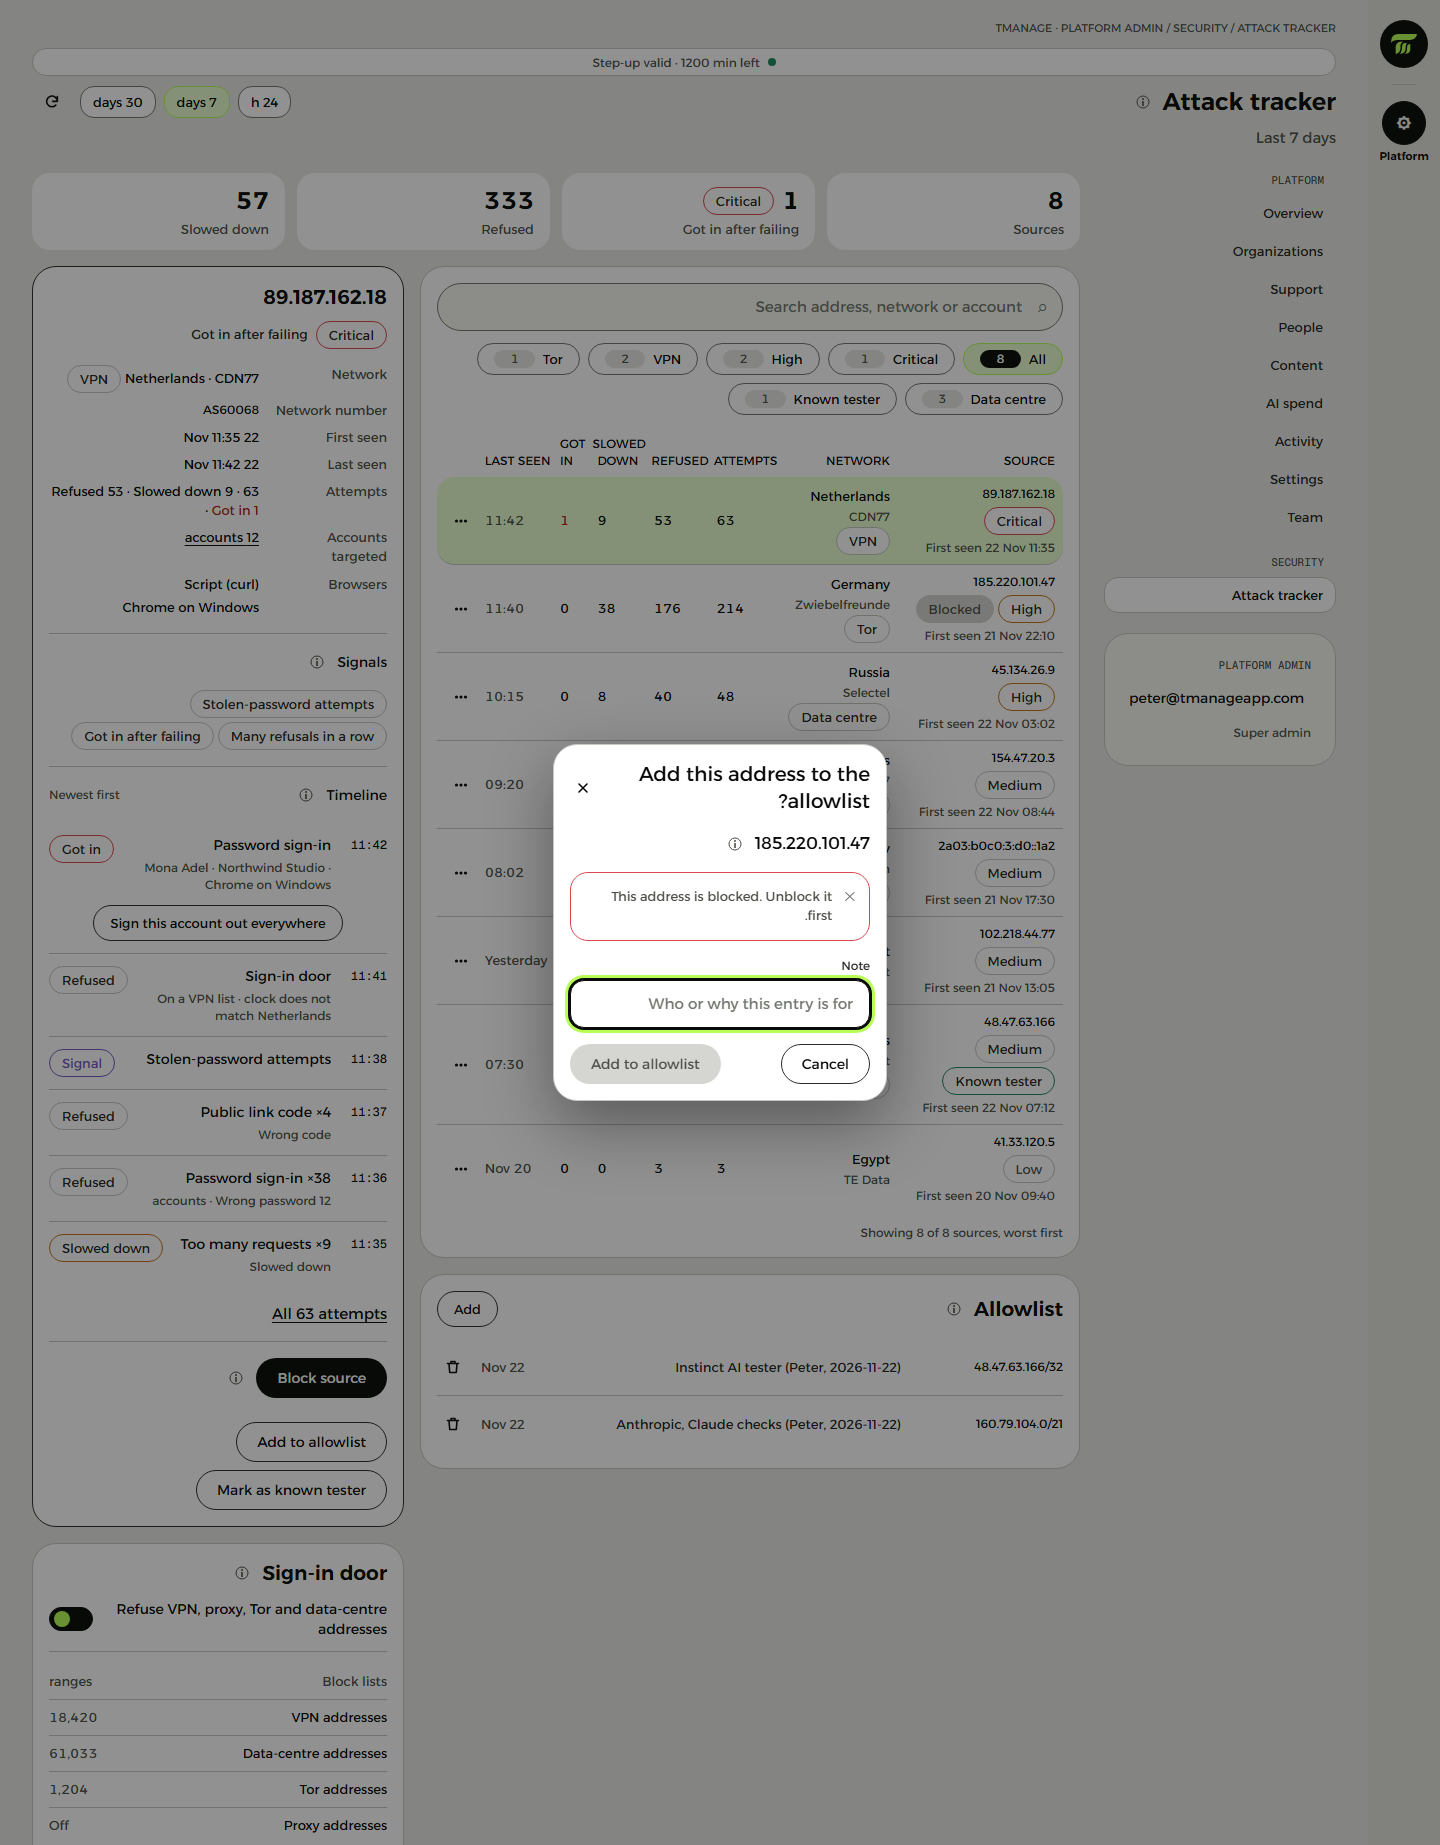 TMANAGE · PLATFORM ADMIN / SECURITY / ATTACK TRACKER
Step-up valid · 1200 min left
Platform
Attack tracker
Last 7 days
h 24
days 7
days 30
PLATFORM
Overview
Organizations
Support
People
Content
AI spend
Activity
Settings
Team
SECURITY
Attack tracker
PLATFORM ADMIN
peter@tmanageapp.com
Super admin
8
Sources
1 Critical
Got in after failing
333
Refused
57
Slowed down
Search address, network or account
All 8
Critical 1
High 2
VPN 2
Tor 1
Data centre 3
Known tester 1
SOURCE NETWORK ATTEMPTS REFUSED SLOWED DOWN GOT IN LAST SEEN
89.187.162.18
Critical
First seen 22 Nov 11:35
Netherlands
CDN77
VPN
63 53 9 1 11:42
185.220.101.47
High Blocked
First seen 21 Nov 22:10
Germany
Zwiebelfreunde
Tor
214 176 38 0 11:40
45.134.26.9
High
First seen 22 Nov 03:02
Russia
Selectel
Data centre
48 40 8 0 10:15
154.47.20.3
Medium
First seen 22 Nov 08:44
09:20
2a03:b0c0:3:d0::1a2
Medium
First seen 21 Nov 17:30
08:02
102.218.44.77
Medium
First seen 21 Nov 13:05
Yesterday
48.47.63.166
Medium
Known tester
First seen 22 Nov 07:12
07:30
41.33.120.5
Low
First seen 20 Nov 09:40
Egypt
TE Data
3 3 0 0 Nov 20
Showing 8 of 8 sources, worst first
Add this address to the
?allowlist
185.220.101.47
This address is blocked. Unblock it
.first
Note
Who or why this entry is for
Cancel
Add to allowlist
Allowlist
Add
48.47.63.166/32 Instinct AI tester (Peter, 2026-11-22) Nov 22
160.79.104.0/21 Anthropic, Claude checks (Peter, 2026-11-22) Nov 22
89.187.162.18
Critical Got in after failing
Network Netherlands · CDN77 VPN
Network number AS60068
First seen Nov 11:35 22
Last seen Nov 11:42 22
Attempts Refused 53 · Slowed down 9 · 63
· Got in 1
Accounts targeted accounts 12
Browsers Script (curl)
Chrome on Windows
Signals
Stolen-password attempts
Many refusals in a row
Got in after failing
Timeline
Newest first
11:42 Password sign-in Got in
Mona Adel · Northwind Studio ·
Chrome on Windows
Sign this account out everywhere
11:41 Sign-in door Refused
On a VPN list · clock does not
match Netherlands
11:38 Stolen-password attempts Signal
11:37 Public link code ×4 Refused
Wrong code
11:36 Password sign-in ×38 Refused
accounts · Wrong password 12
11:35 Too many requests ×9 Slowed down
Slowed down
All 63 attempts
Block source
Add to allowlist
Mark as known tester
Sign-in door
Refuse VPN, proxy, Tor and data-centre
addresses
Block lists ranges
VPN addresses 18,420
Data-centre addresses 61,033
Tor addresses 1,204
Proxy addresses Off